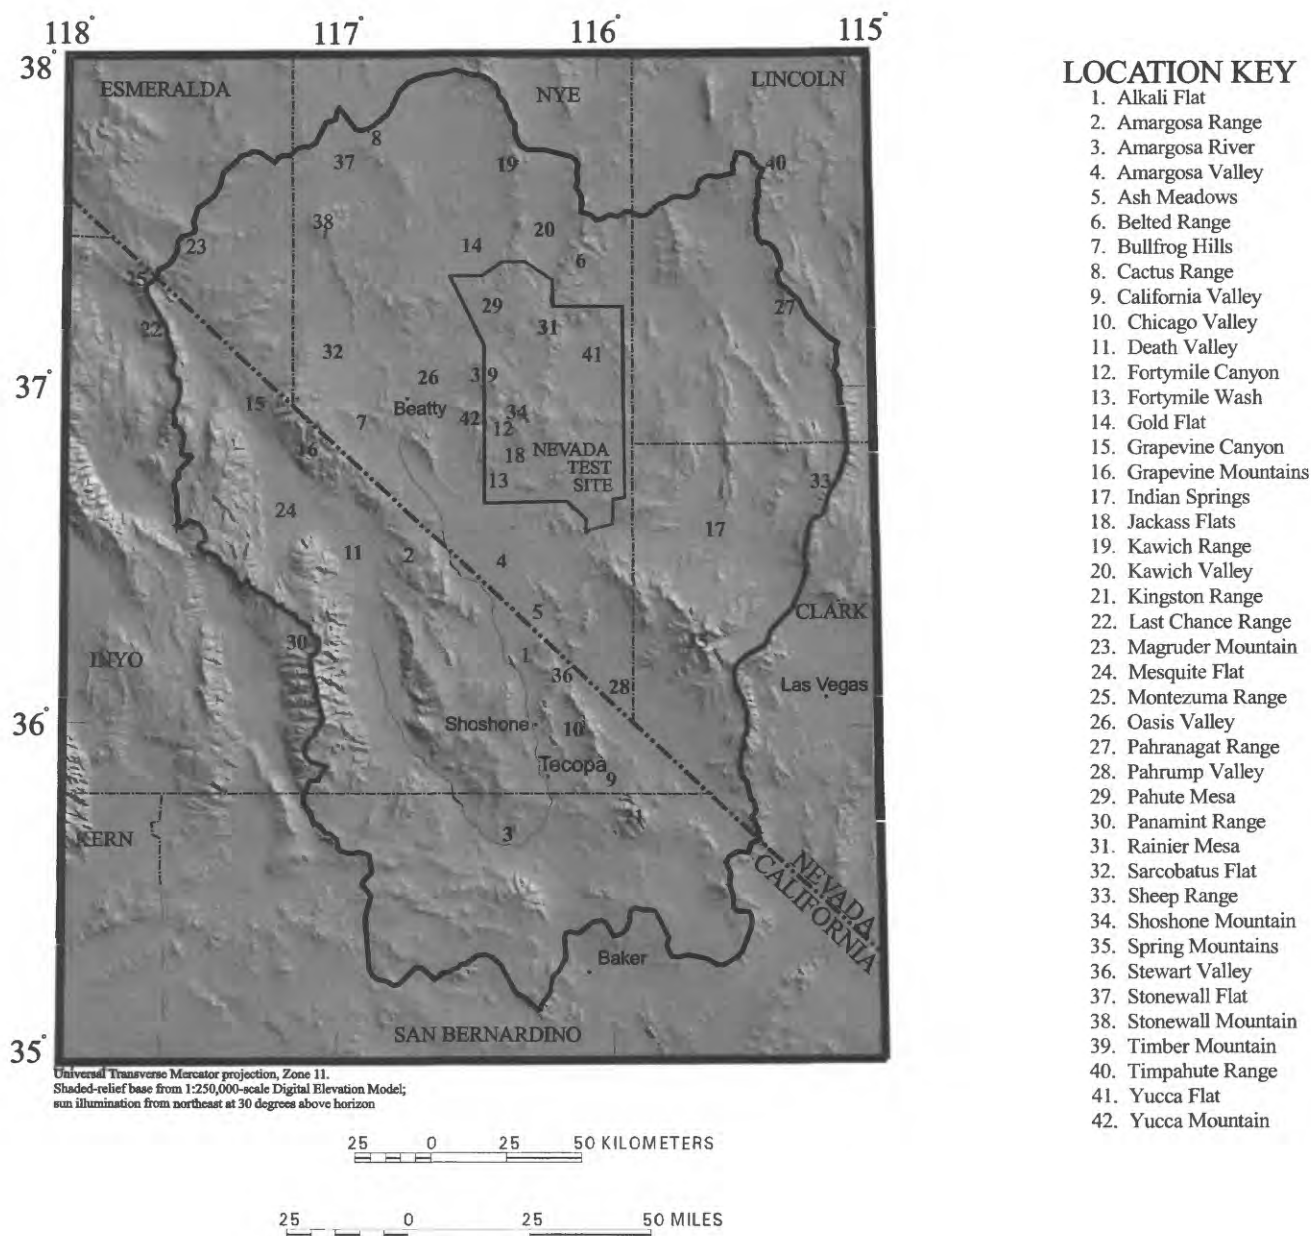 118° 117° 116° 115°
38°
ESMERALDA
NYE
LINCOLN
8
37
19
40
38
20
23
14
6
25
29
27
22
31
32
41
26
39
15
Beatty
42
34
7
12
16
18
NEVADA
TEST
SITE
13
33
24
17
11
2
4
5
CLARK
30
1
INYO
36
28
Las Vegas
Shoshone
10
Tecopa
9
21
3
KERN
NEVADA
CALIFORNIA
Baker
SAN BERNARDINO
37°
36°
35°
Universal Transverse Mercator projection, Zone 11.
Shaded-relief base from 1:250,000-scale Digital Elevation Model;
sun illumination from northeast at 30 degrees above horizon
25 0 25 50 KILOMETERS
25 0 25 50 MILES
LOCATION KEY
1. Alkali Flat
2. Amargosa Range
3. Amargosa River
4. Amargosa Valley
5. Ash Meadows
6. Belted Range
7. Bullfrog Hills
8. Cactus Range
9. California Valley
10. Chicago Valley
11. Death Valley
12. Fortymile Canyon
13. Fortymile Wash
14. Gold Flat
15. Grapevine Canyon
16. Grapevine Mountains
17. Indian Springs
18. Jackass Flats
19. Kawich Range
20. Kawich Valley
21. Kingston Range
22. Last Chance Range
23. Magruder Mountain
24. Mesquite Flat
25. Montezuma Range
26. Oasis Valley
27. Pahranagat Range
28. Pahrump Valley
29. Pahute Mesa
30. Panamint Range
31. Rainier Mesa
32. Sarcobatus Flat
33. Sheep Range
34. Shoshone Mountain
35. Spring Mountains
36. Stewart Valley
37. Stonewall Flat
38. Stonewall Mountain
39. Timber Mountain
40. Timpahute Range
41. Yucca Flat
42. Yucca Mountain